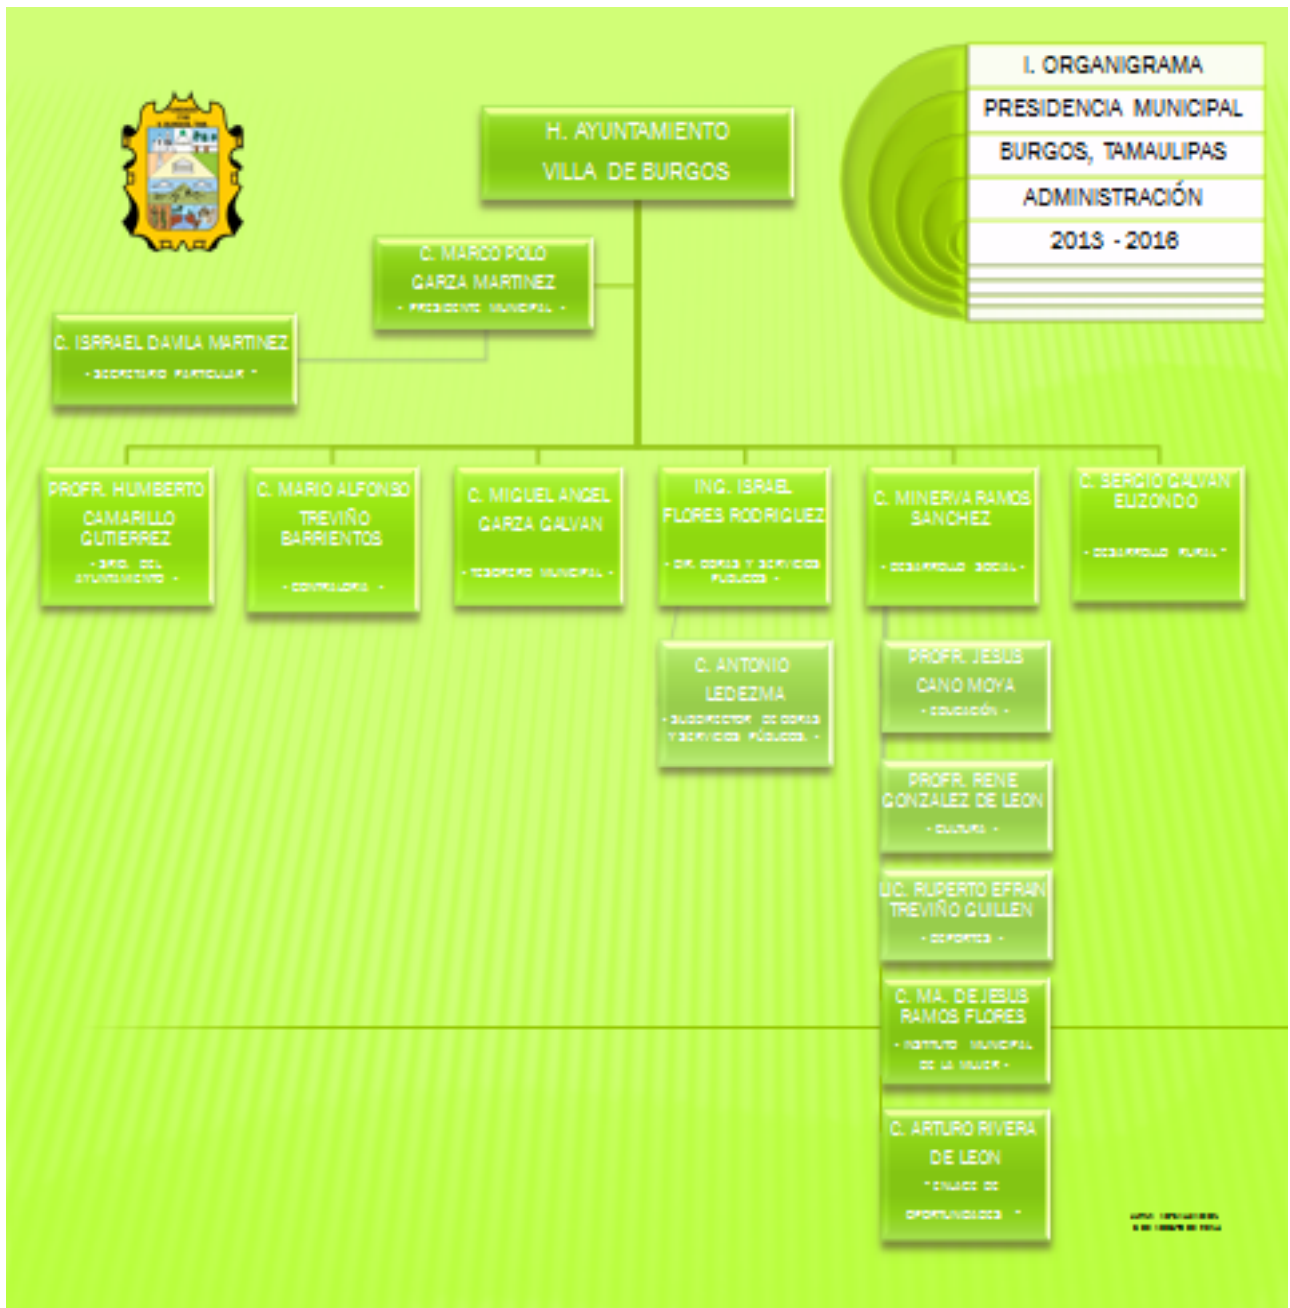 I. ORGANIGRAMA
PRESIDENCIA MUNICIPAL
BURGOS, TAMAULIPAS
ADMINISTRACIÓN
2013 - 2016
H. AYUNTAMIENTO
VILLA DE BURGOS
C. MARCO POLO
GARZA MARTINEZ
- PRESIDENTE MUNICIPAL -
C. ISRRAEL DAVILA MARTINEZ
- SECRETARIO PARTICULAR -
PROFR. HUMBERTO
CAMARILLO
GUTIERREZ
- SRIO. DEL
AYUNTAMIENTO -
C. MARIO ALFONSO
TREVIÑO
BARRIENTOS
- CONTRALORIA -
C. MIGUEL ANGEL
GARZA GALVAN
- TESORERO MUNICIPAL -
ING. ISRAEL
FLORES RODRIGUEZ
- DIR. OBRAS Y SERVICIOS
PUBLICOS -
C. MINERVA RAMOS
SANCHEZ
- DESARROLLO SOCIAL -
C. SERGIO GALVAN
ELIZONDO
- DESARROLLO RURAL -
C. ANTONIO
LEDEZMA
- SUBDIRECTOR DE OBRAS
Y SERVICIOS PÚBLICOS. -
PROFR. JESUS
CANO MOYA
- EDUCACIÓN -
PROFR. RENE
GONZALEZ DE LEON
- CULTURA -
LIC. RUPERTO EFRAN
TREVIÑO GUILLEN
- DEPORTES -
C. MA. DE JESUS
RAMOS FLORES
- INSTITUTO MUNICIPAL
DE LA MUJER -
C. ARTURO RIVERA
DE LEON
" ENLACE DE
OPORTUNIDADES "